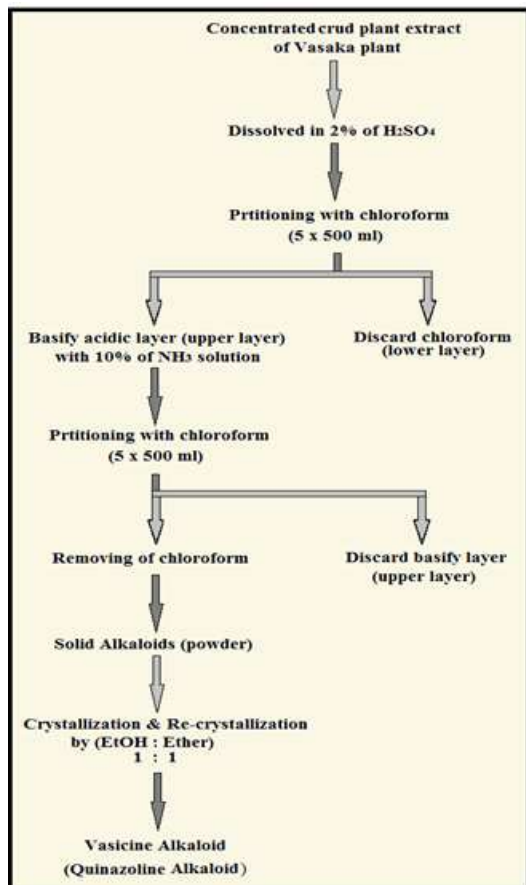 Concentrated crud plant extract
of Vasaka plant
Dissolved in 2% of H₂SO₄
Prtitioning with chloroform
(5 x 500 ml)
Basify acidic layer (upper layer)
with 10% of NH₃ solution
Discard chloroform
(lower layer)
Prtitioning with chloroform
(5 x 500 ml)
Removing of chloroform
Discard basify layer
(upper layer)
Solid Alkaloids (powder)
Crystallization & Re-crystallization
by (EtOH : Ether)
1 : 1
Vasicine Alkaloid
(Quinazoline Alkaloid)